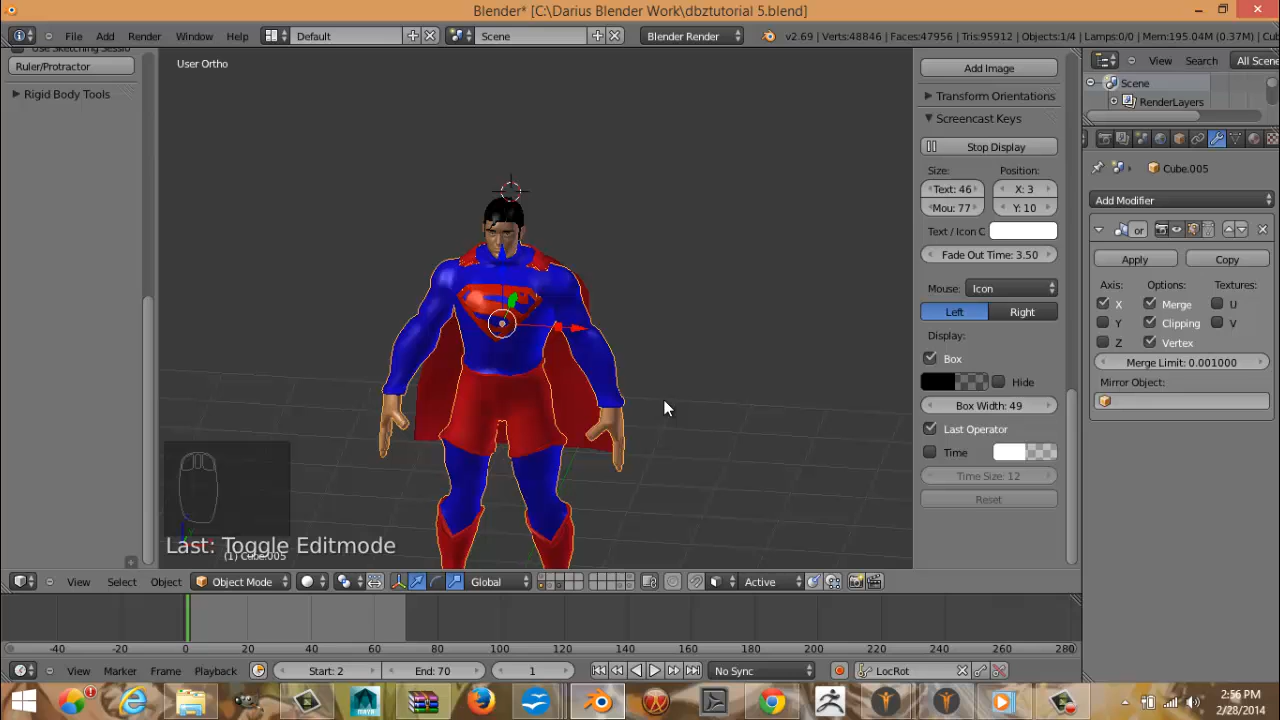 Blender* [C:\Darius Blender Work\dbztutorial 5.blend]
File Add Render Window Help Default Scene Blender Render v2.69 | Verts:48846 | Faces:47956 | Tris:95912 | Objects:1/4 | Lamps:0/0 | Mem:195.04M (0.37M) | Cu
Use Sketching Sessio
Ruler/Protractor
Rigid Body Tools
User Ortho
Last: Toggle Editmode
(1) Cube.005
Add Image
Transform Orientations
Screencast Keys
Stop Display
Size: Position:
Text: 46 X: 3
Mou: 77 Y: 10
Text / Icon C
Fade Out Time: 3.50
Mouse: Icon
Left Right
Display:
Box
Hide
Box Width: 49
Last Operator
Time
Time Size: 12
Reset
View Search All Scene
Scene
RenderLayers
Cube.005
Add Modifier
or
Apply Copy
Axis: Options: Textures:
X Merge U
Y Clipping V
Z Vertex
Merge Limit: 0.001000
Mirror Object:
View Select Object Object Mode Global Active
-40 -20 0 20 40 60 80 100 120 140 160 180 200 220 240 260 280
View Marker Frame Playback Start: 2 End: 70 1 No Sync LocRot
MAYA
2:56 PM
2/28/2014